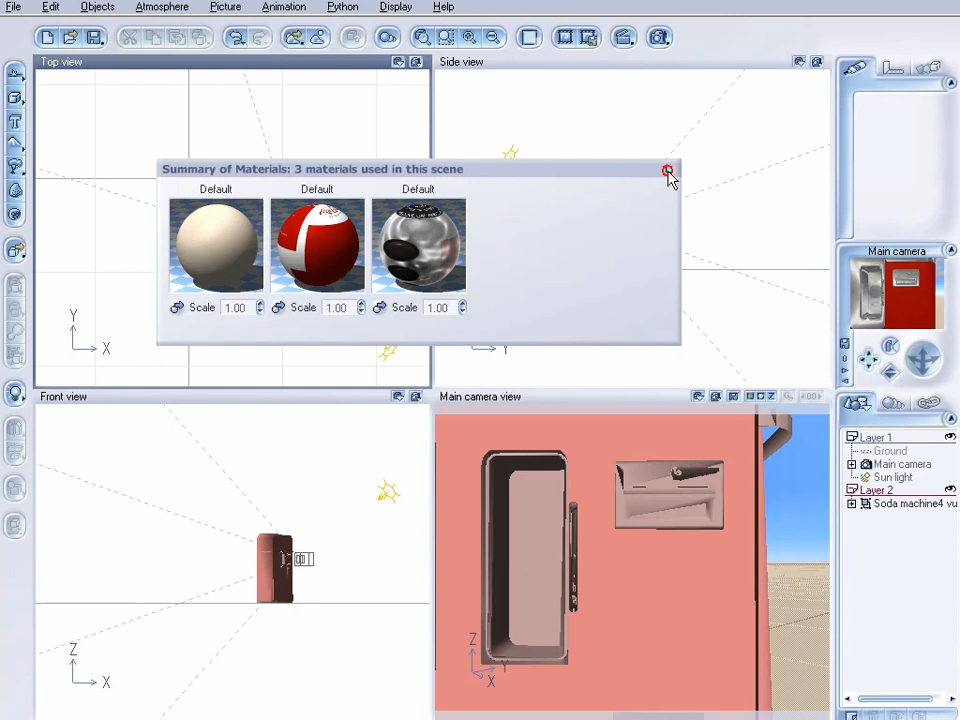 File Edit Objects Atmosphere Picture Animation Python Display Help
Top view
Side view
Summary of Materials: 3 materials used in this scene
Default Default Default
Scale 1.00 Scale 1.00 Scale 1.00
Y
X
Y
Main camera
Front view
Main camera view
Layer 1
Ground
Main camera
Sun light
Layer 2
Soda machine4 vu
Z
X
Z
Y
X